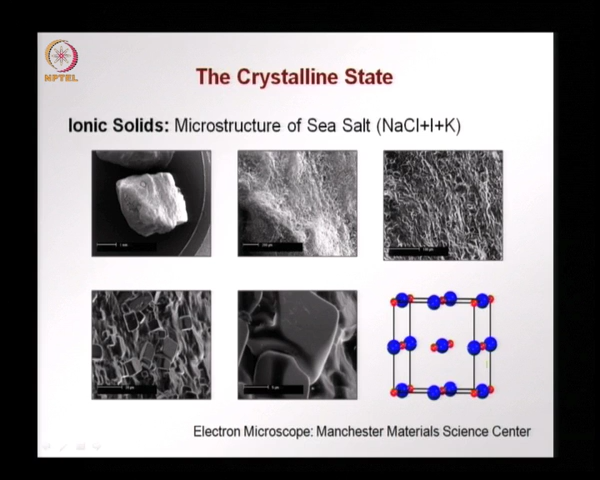 NPTEL
The Crystalline State
Ionic Solids: Microstructure of Sea Salt (NaCl+I+K)
Electron Microscope: Manchester Materials Science Center